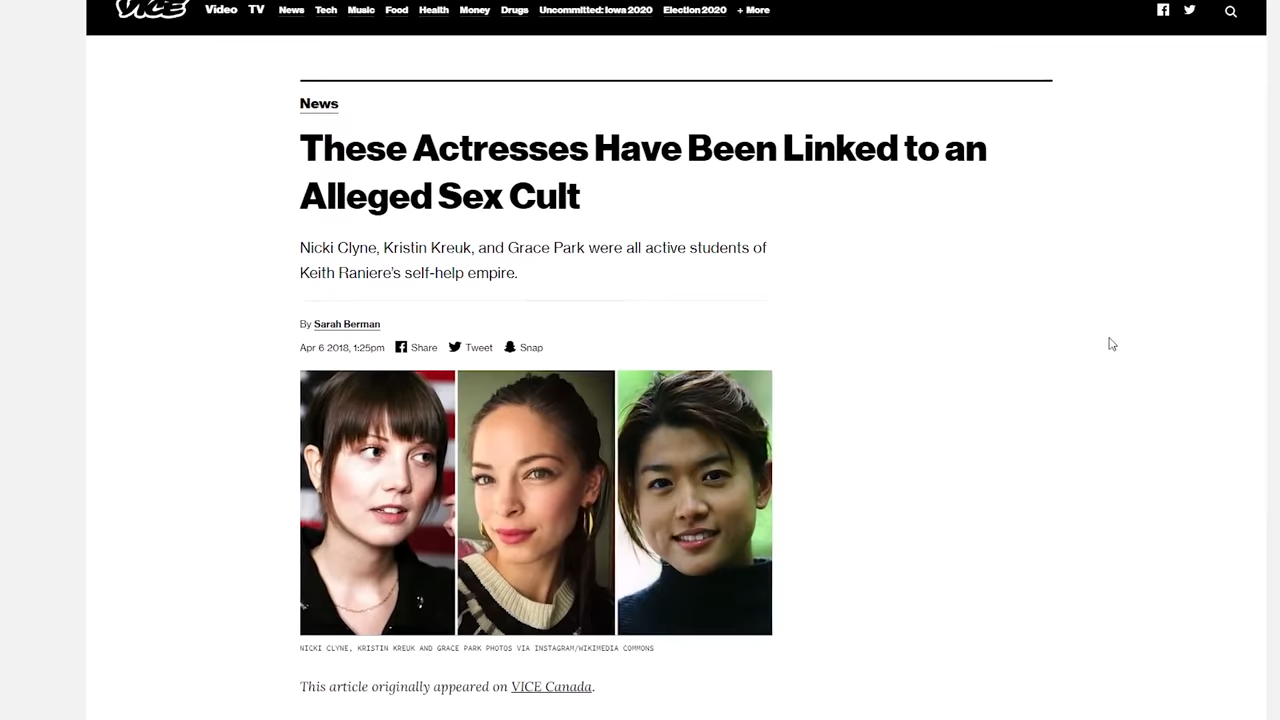 VICE Video TV News Tech Music Food Health Money Drugs Uncommitted: Iowa 2020 Election 2020 + More
News
These Actresses Have Been Linked to an
Alleged Sex Cult
Nicki Clyne, Kristin Kreuk, and Grace Park were all active students of
Keith Raniere's self-help empire.
By Sarah Berman
Apr 6 2018, 1:25pm Share Tweet Snap
NICKI CLYNE, KRISTIN KREUK AND GRACE PARK PHOTOS VIA INSTAGRAM/WIKIMEDIA COMMONS
This article originally appeared on VICE Canada.